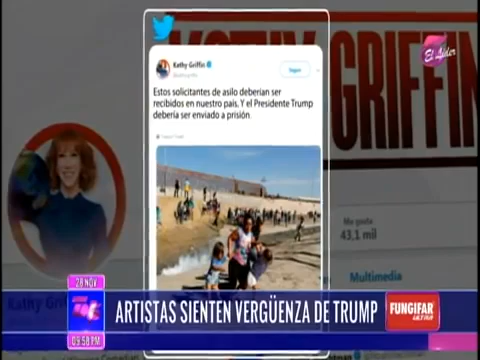 KATHY
GRIFFIN
El Líder
Kathy Griffin
Seguir
Estos solicitantes de asilo deberían ser
recibidos en nuestro país. Y el Presidente Trump
debería ser enviado a prisión.
Me gusta
43,1 mil
Multimedia
28 NOV
ARTISTAS SIENTEN VERGÜENZA DE TRUMP
FUNGIFAR
ULTRA
09:58 PM